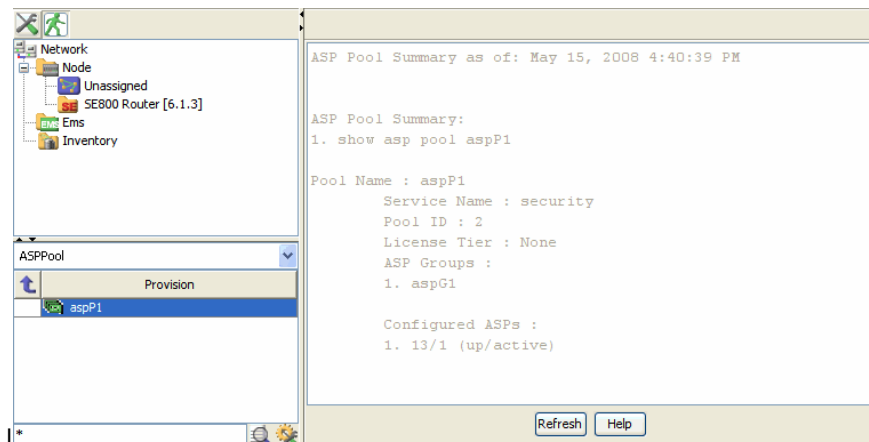 Network
Node
Unassigned
SE SE800 Router [6.1.3]
EMS Ems
Inventory
ASPPool
Provision
aspP1
*
ASP Pool Summary as of: May 15, 2008 4:40:39 PM
ASP Pool Summary:
1. show asp pool aspP1
Pool Name : aspP1
Service Name : security
Pool ID : 2
License Tier : None
ASP Groups :
1. aspG1
Configured ASPs :
1. 13/1 (up/active)
Refresh Help